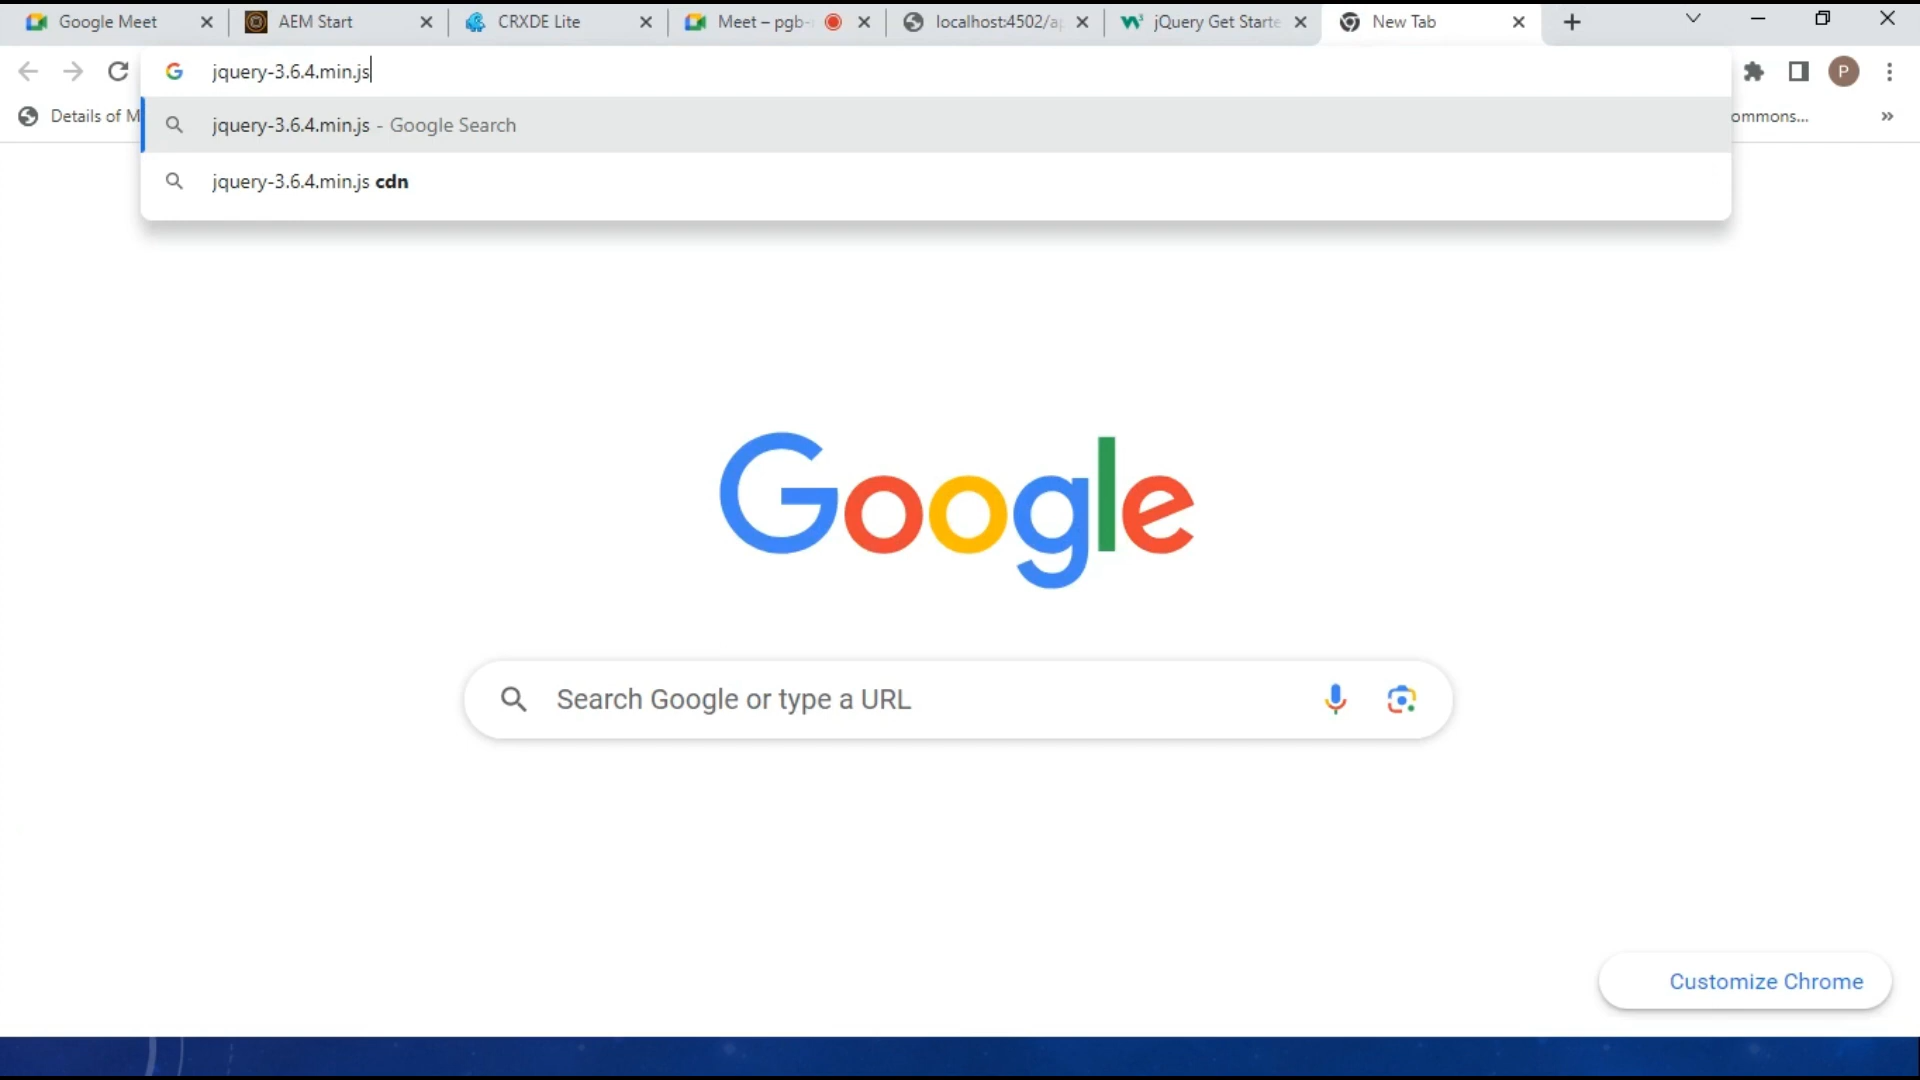 Google Meet
AEM Start
CRXDE Lite
Meet – pgb-
localhost:4502/ap
jQuery Get Starte
New Tab
jquery-3.6.4.min.js
P
Details of M
jquery-3.6.4.min.js - Google Search
ommons...
»
jquery-3.6.4.min.js cdn
Google
Search Google or type a URL
Customize Chrome